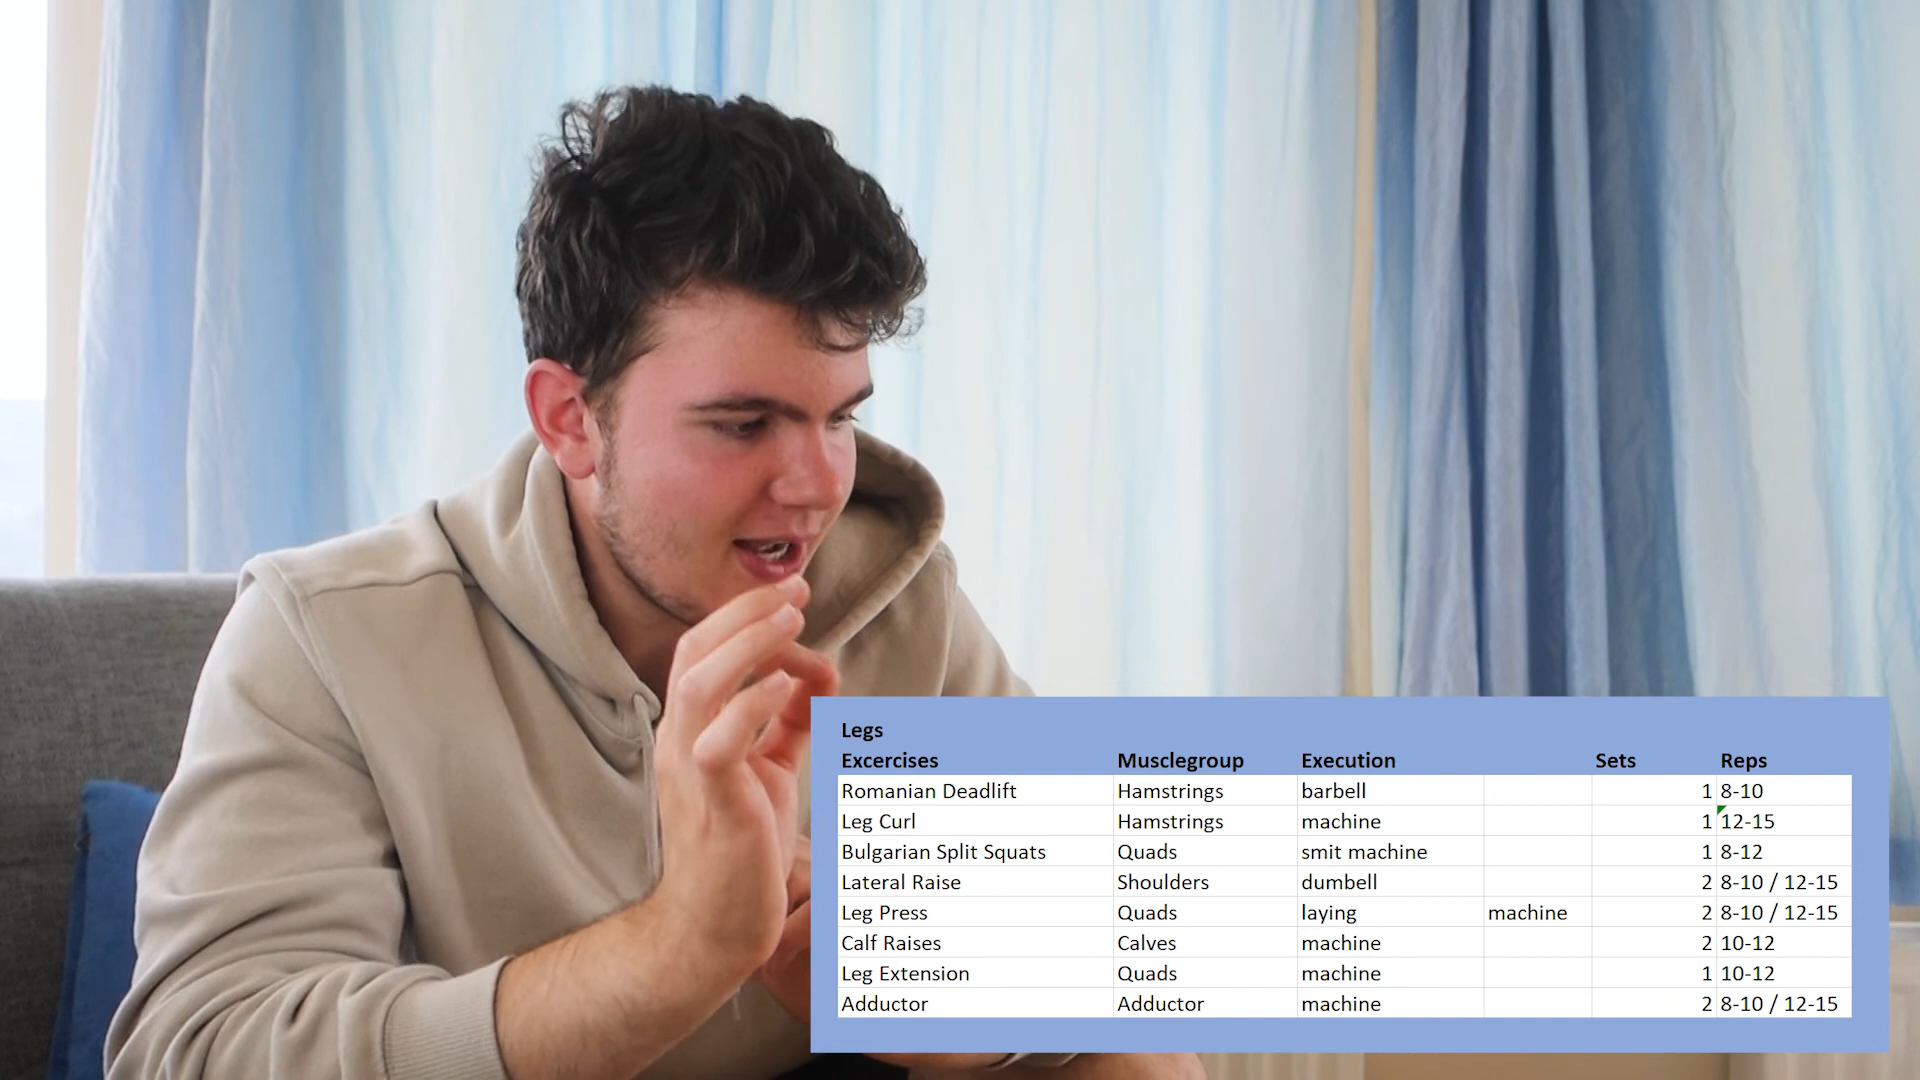 Legs
Excercises Musclegroup Execution Sets Reps
Romanian Deadlift Hamstrings barbell 1 8-10
Leg Curl Hamstrings machine 1 12-15
Bulgarian Split Squats Quads smit machine 1 8-12
Lateral Raise Shoulders dumbell 2 8-10 / 12-15
Leg Press Quads laying machine 2 8-10 / 12-15
Calf Raises Calves machine 2 10-12
Leg Extension Quads machine 1 10-12
Adductor Adductor machine 2 8-10 / 12-15